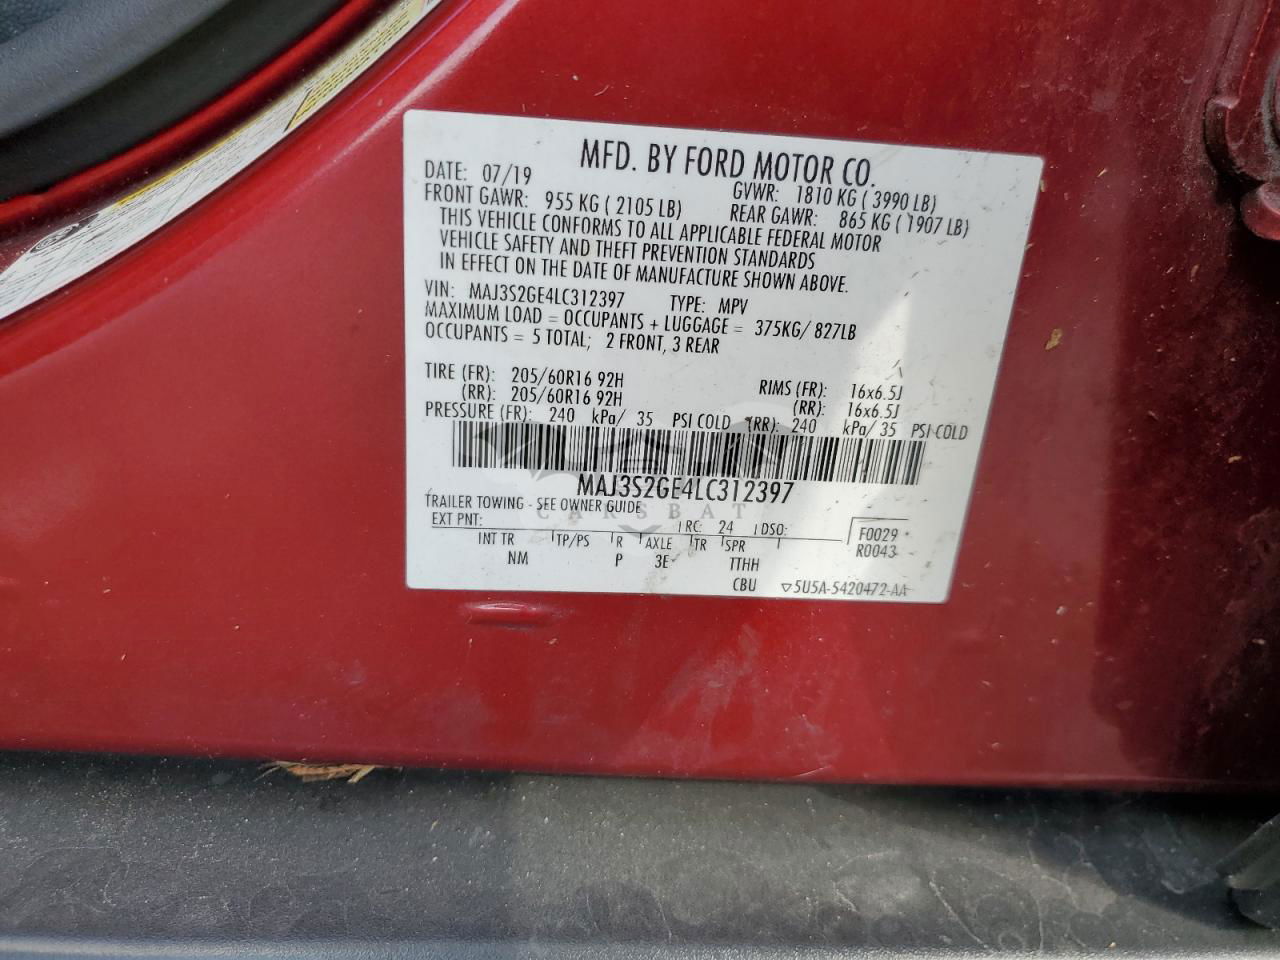 MFD. BY FORD MOTOR CO.
DATE: 07/19 GVWR: 1810 KG ( 3990 LB)
FRONT GAWR: 955 KG ( 2105 LB) REAR GAWR: 865 KG ( 1907 LB)
THIS VEHICLE CONFORMS TO ALL APPLICABLE FEDERAL MOTOR
VEHICLE SAFETY AND THEFT PREVENTION STANDARDS
IN EFFECT ON THE DATE OF MANUFACTURE SHOWN ABOVE.
VIN: MAJ3S2GE4LC312397 TYPE: MPV
MAXIMUM LOAD = OCCUPANTS + LUGGAGE = 375KG/ 827LB
OCCUPANTS = 5 TOTAL; 2 FRONT, 3 REAR
TIRE (FR): 205/60R16 92H RIMS (FR): 16x6.5J
(RR): 205/60R16 92H (RR): 16x6.5J
PRESSURE (FR): 240 kPa/ 35 PSI COLD (RR): 240 kPa/ 35 PSI COLD
MAJ3S2GE4LC312397
TRAILER TOWING - SEE OWNER GUIDE
CARSBAT
EXT PNT: RC: 24 DSO: F0029
INT TR TP/PS R AXLE TR SPR R0043
NM P 3E TTHH
CBU 5U5A-5420472-AA